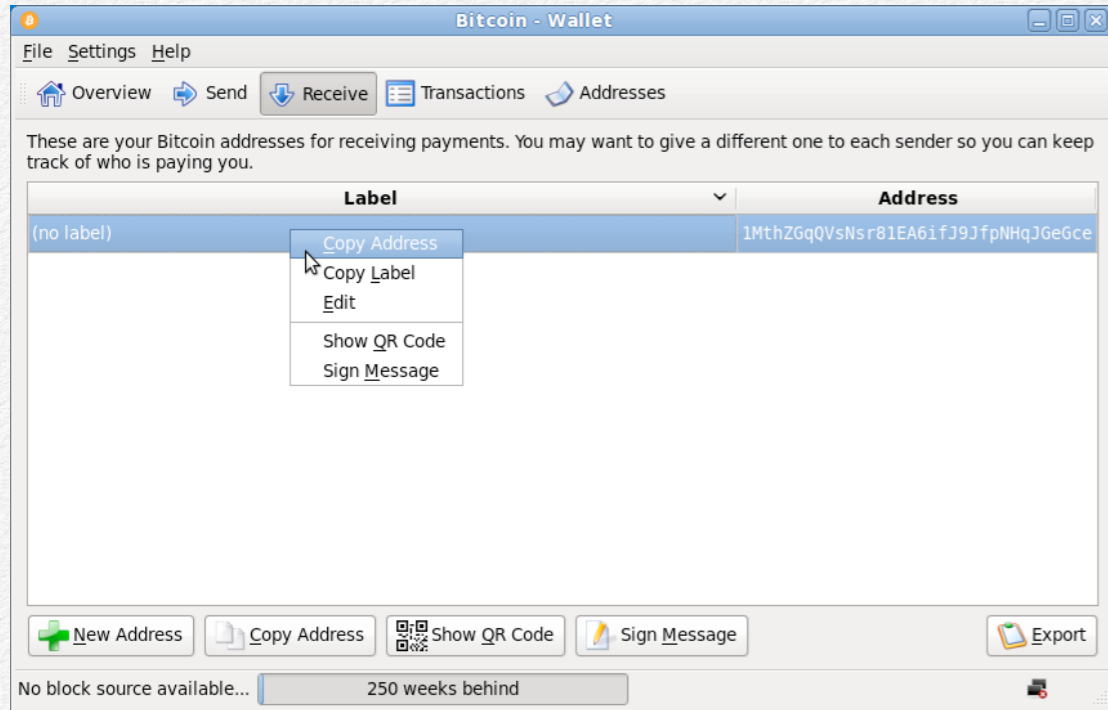 Bitcoin - Wallet
File Settings Help
Overview Send Receive Transactions Addresses
These are your Bitcoin addresses for receiving payments. You may want to give a different one to each sender so you can keep
track of who is paying you.
Label Address
(no label) 1MthZGqQVsNsr81EA6ifJ9JfpNHqJGeGce
Copy Address
Copy Label
Edit
Show QR Code
Sign Message
New Address Copy Address Show QR Code Sign Message Export
No block source available... 250 weeks behind